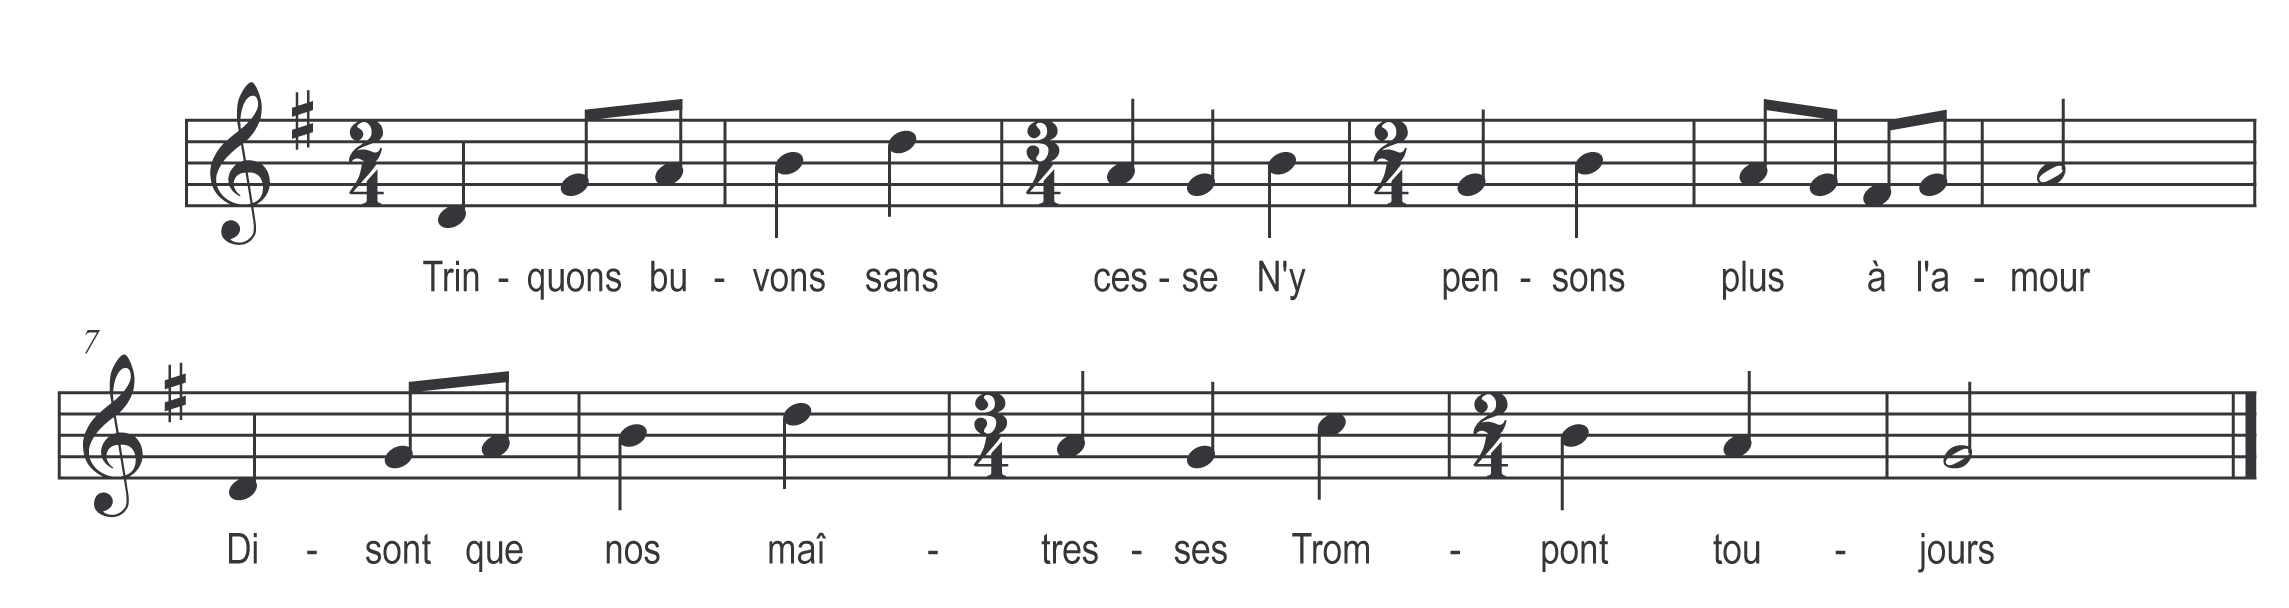 Trin - quons bu - vons sans ces - se N'y pen - sons plus à l'a - mour
7
Di - sont que nos maî - tres - ses Trom - pont tou - jours